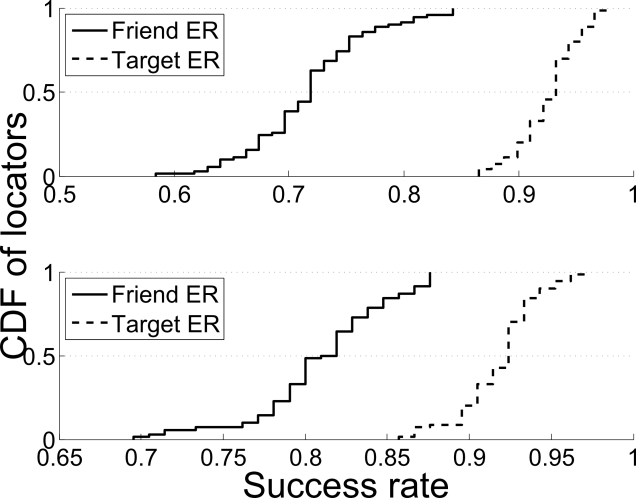 CDF of locators
1
Friend ER
Target ER
0.5
0
0.5 0.6 0.7 0.8 0.9 1
1
Friend ER
Target ER
0.5
0
0.65 0.7 0.75 0.8 0.85 0.9 0.95 1
Success rate